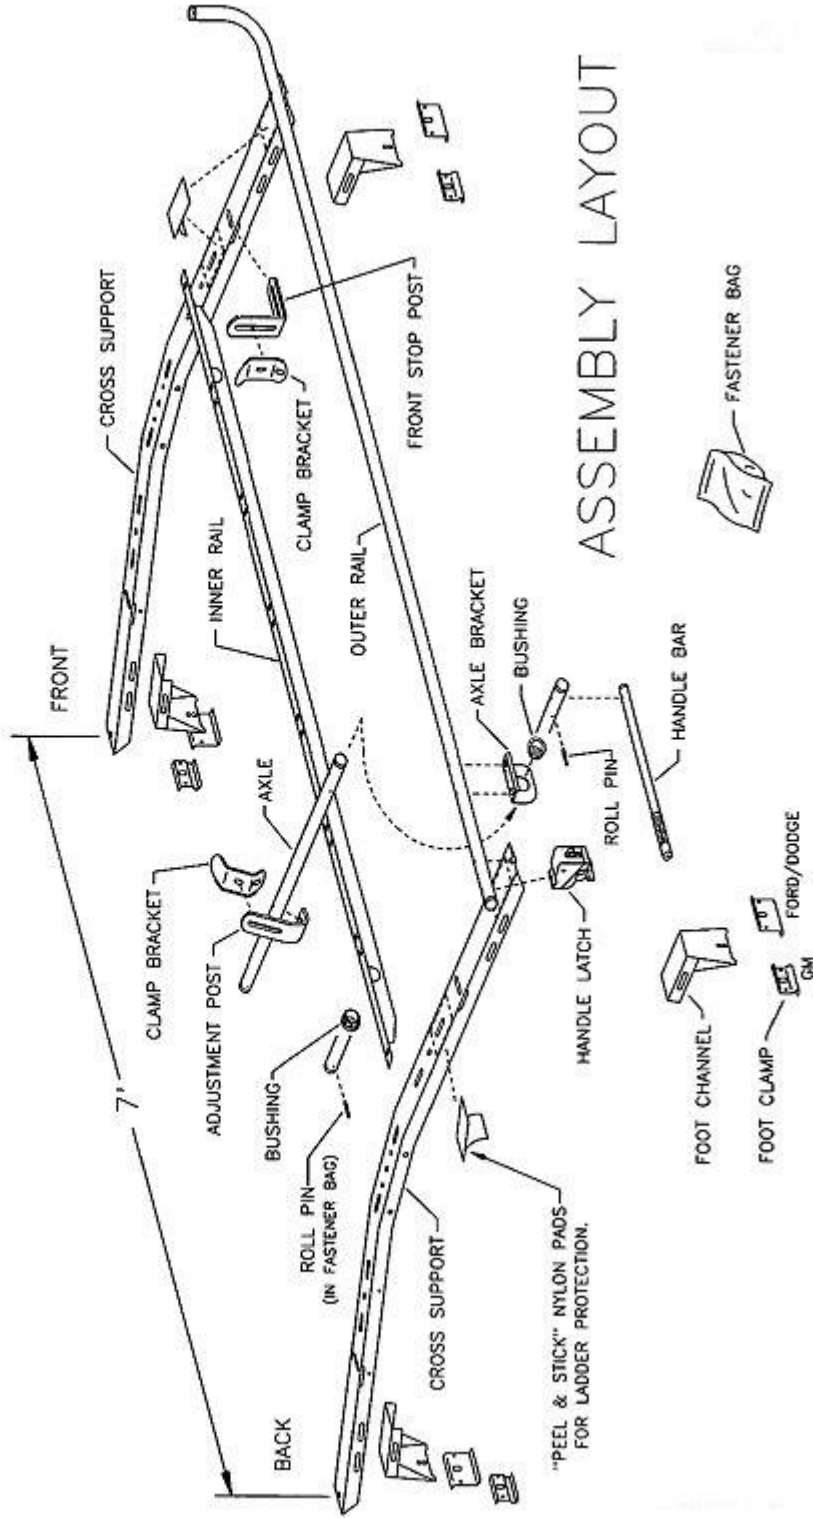 7'
BACK
FRONT
CLAMP BRACKET
ADJUSTMENT POST
BUSHING
ROLL PIN
(IN FASTENER BAG)
AXLE
INNER RAIL
CROSS SUPPORT
CLAMP BRACKET
FRONT STOP POST
OUTER RAIL
CROSS SUPPORT
"PEEL & STICK" NYLON PADS
FOR LADDER PROTECTION.
HANDLE LATCH
AXLE BRACKET
BUSHING
ROLL PIN
HANDLE BAR
ASSEMBLY LAYOUT
FOOT CHANNEL
FOOT CLAMP
GM
FORD/DODGE
FASTENER BAG